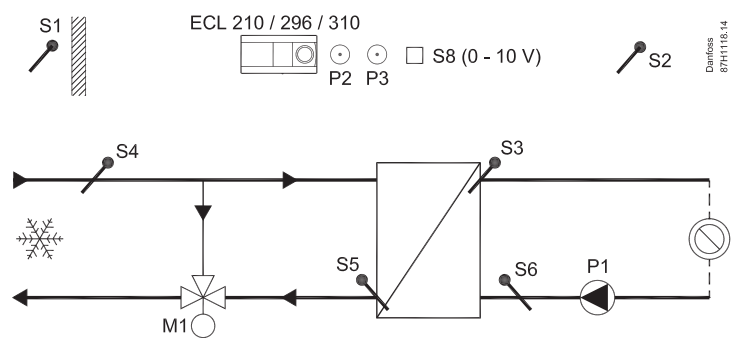 S1
ECL 210 / 296 / 310
P2
P3
S8 (0 - 10 V)
S2
Danfoss
87H1118.14
S4
S3
S5
S6
P1
M1